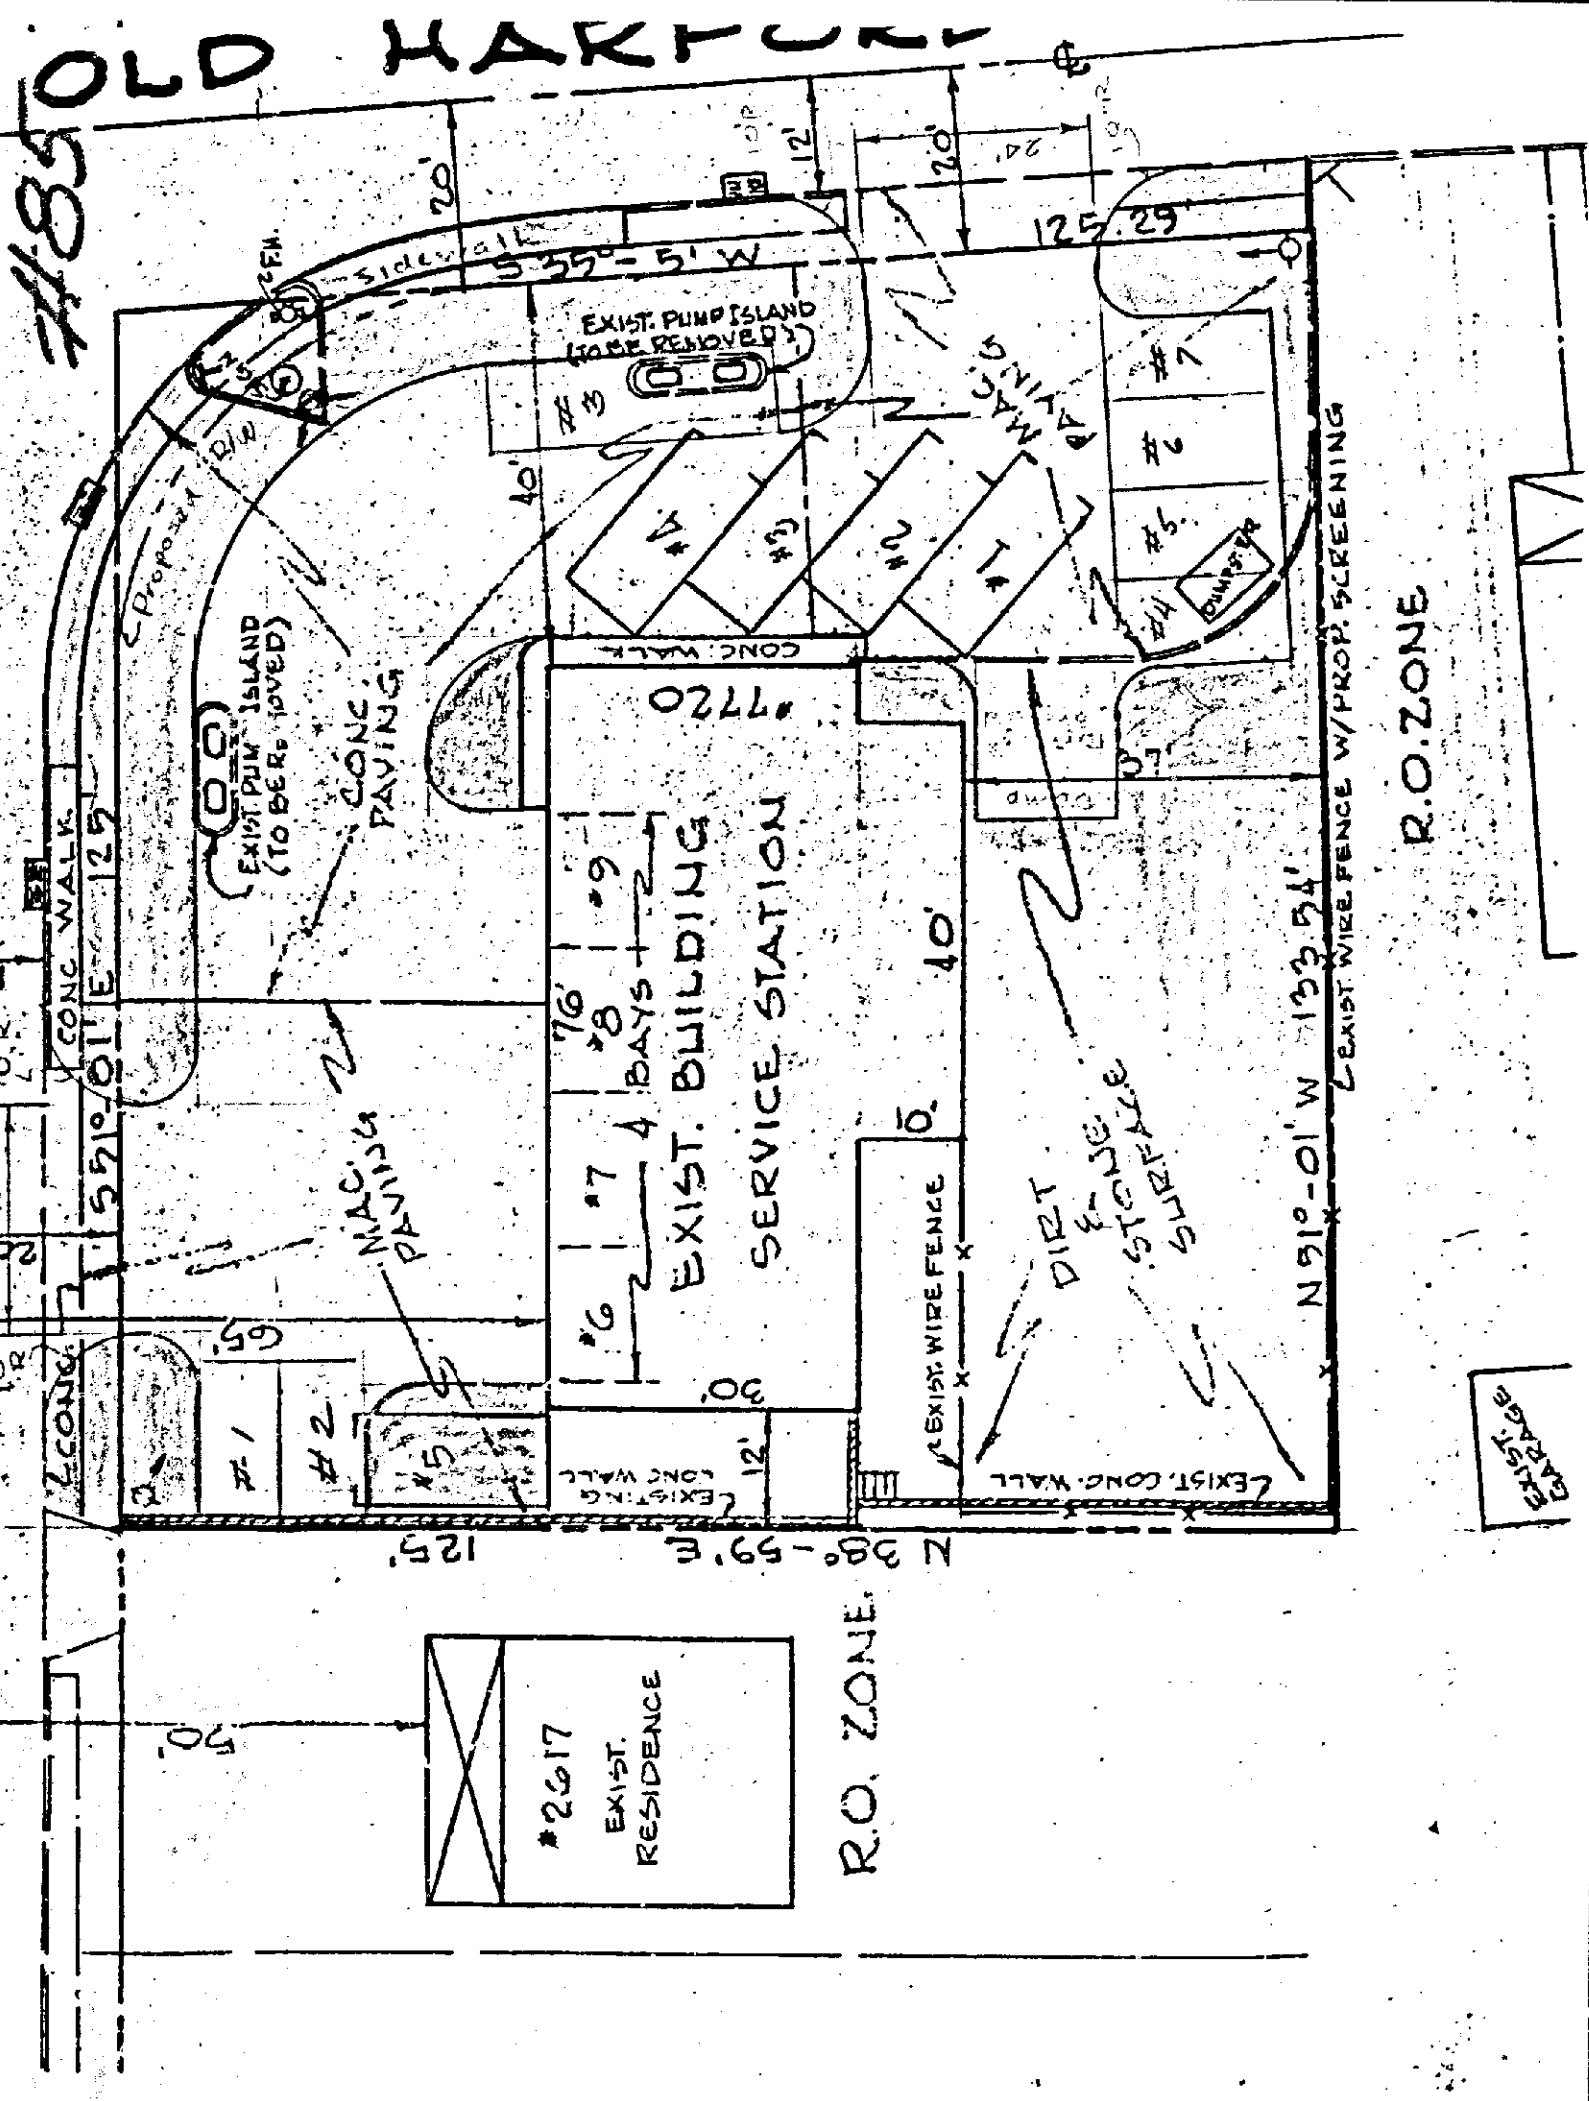 #85
OLD HARFORD
20'
12'
20'
24'
F.H.
Sidewalk
S 35°-5' W
125.29'
EXIST. PUMP ISLAND
(TO BE REMOVED)
R/W
Proposed
40'
#3
#4
#3
#2
#1
MAC.
PAVING
#7
#6
#5
#4
DUMPSTER
EXIST. PUMP ISLAND
(TO BE REMOVED)
CONC.
PAVING
CONC. WALK
#7720
CONC WALK
S51°-01' E 125
76'
#6
#7
#8
#9
4 BAYS
EXIST. BUILDING
SERVICE STATION
40'
10
30'
MAC.
PAVING
65'
CONC.
#1
#2
#5
EXISTING
CONC WALL
12'
EXIST. WIRE FENCE
DIRT
&
STONE
SURFACE
EXIST. CONC. WALL
N 51°-01' W 133.54'
EXIST WIRE FENCE W/PROP. SCREENING
R.O. ZONE
EXIST.
GARAGE
125'
N 38°-59' E
50'
#2617
EXIST.
RESIDENCE
R.O. ZONE